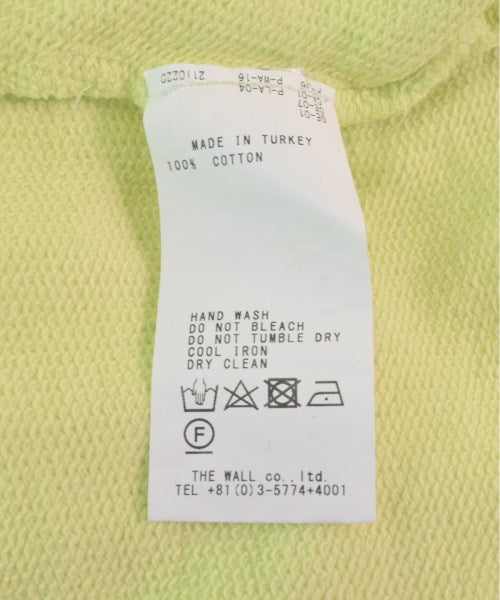 2110220
P-WA-16
P-LA-04
MADE IN TURKEY
100% COTTON
HAND WASH
DO NOT BLEACH
DO NOT TUMBLE DRY
COOL IRON
DRY CLEAN
F
THE WALL co.,ltd.
TEL +81(0)3-5774+4001